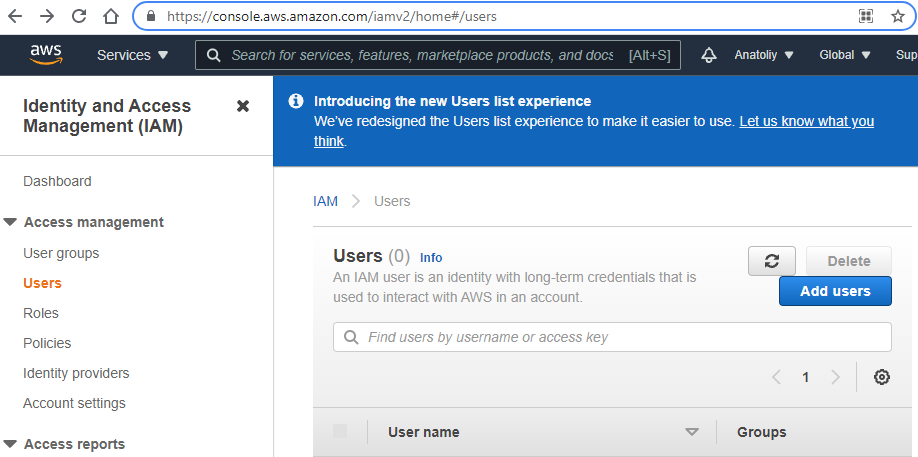 https://console.aws.amazon.com/iamv2/home#/users
aws
Services
Search for services, features, marketplace products, and docs
[Alt+S]
Anatoliy
Global
Sup
Identity and Access
Management (IAM)
Dashboard
Access management
User groups
Users
Roles
Policies
Identity providers
Account settings
Access reports
Introducing the new Users list experience
We've redesigned the Users list experience to make it easier to use. Let us know what you
think.
IAM
Users
Users (0) Info
An IAM user is an identity with long-term credentials that is
used to interact with AWS in an account.
Delete
Add users
Find users by username or access key
1
User name
Groups